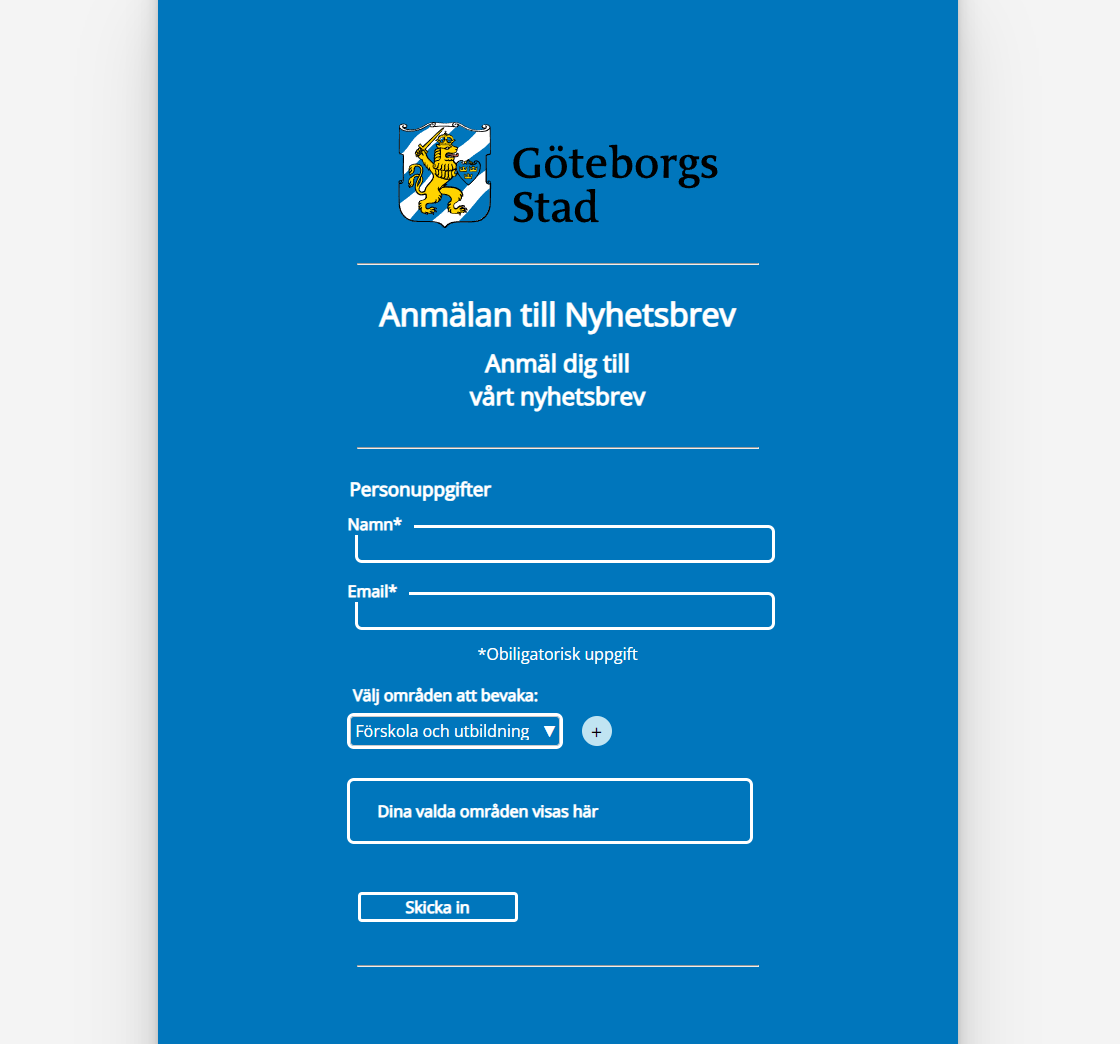 Göteborgs
Stad
Anmälan till Nyhetsbrev
Anmäl dig till
vårt nyhetsbrev
Personuppgifter
Namn*
Email*
*Obiligatorisk uppgift
Välj områden att bevaka:
Förskola och utbildning ▼ +
Dina valda områden visas här
Skicka in